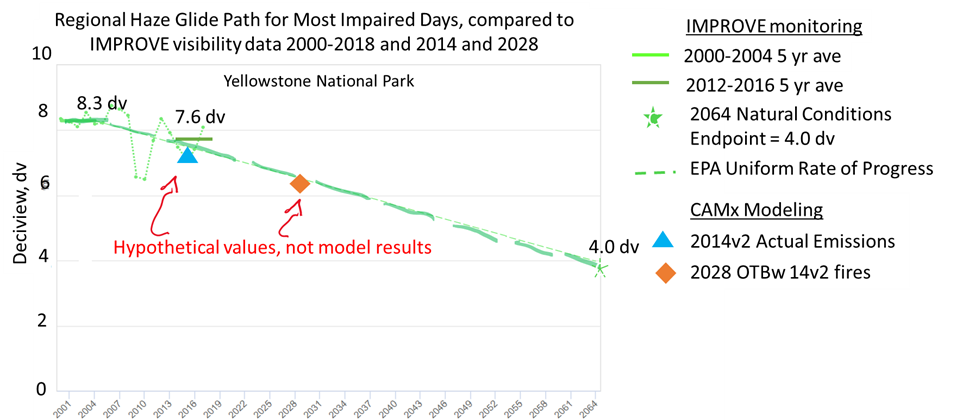 Regional Haze Glide Path for Most Impaired Days, compared to
IMPROVE visibility data 2000-2018 and 2014 and 2028
Yellowstone National Park
10
8
6
4
2
0
Deciview, dv
8.3 dv
7.6 dv
4.0 dv
Hypothetical values, not model results
2001 2004 2007 2010 2013 2016 2019 2022 2025 2028 2031 2034 2037 2040 2043 2046 2049 2052 2055 2058 2061 2064
IMPROVE monitoring
2000-2004 5 yr ave
2012-2016 5 yr ave
2064 Natural Conditions
Endpoint = 4.0 dv
EPA Uniform Rate of Progress
CAMx Modeling
2014v2 Actual Emissions
2028 OTBw 14v2 fires